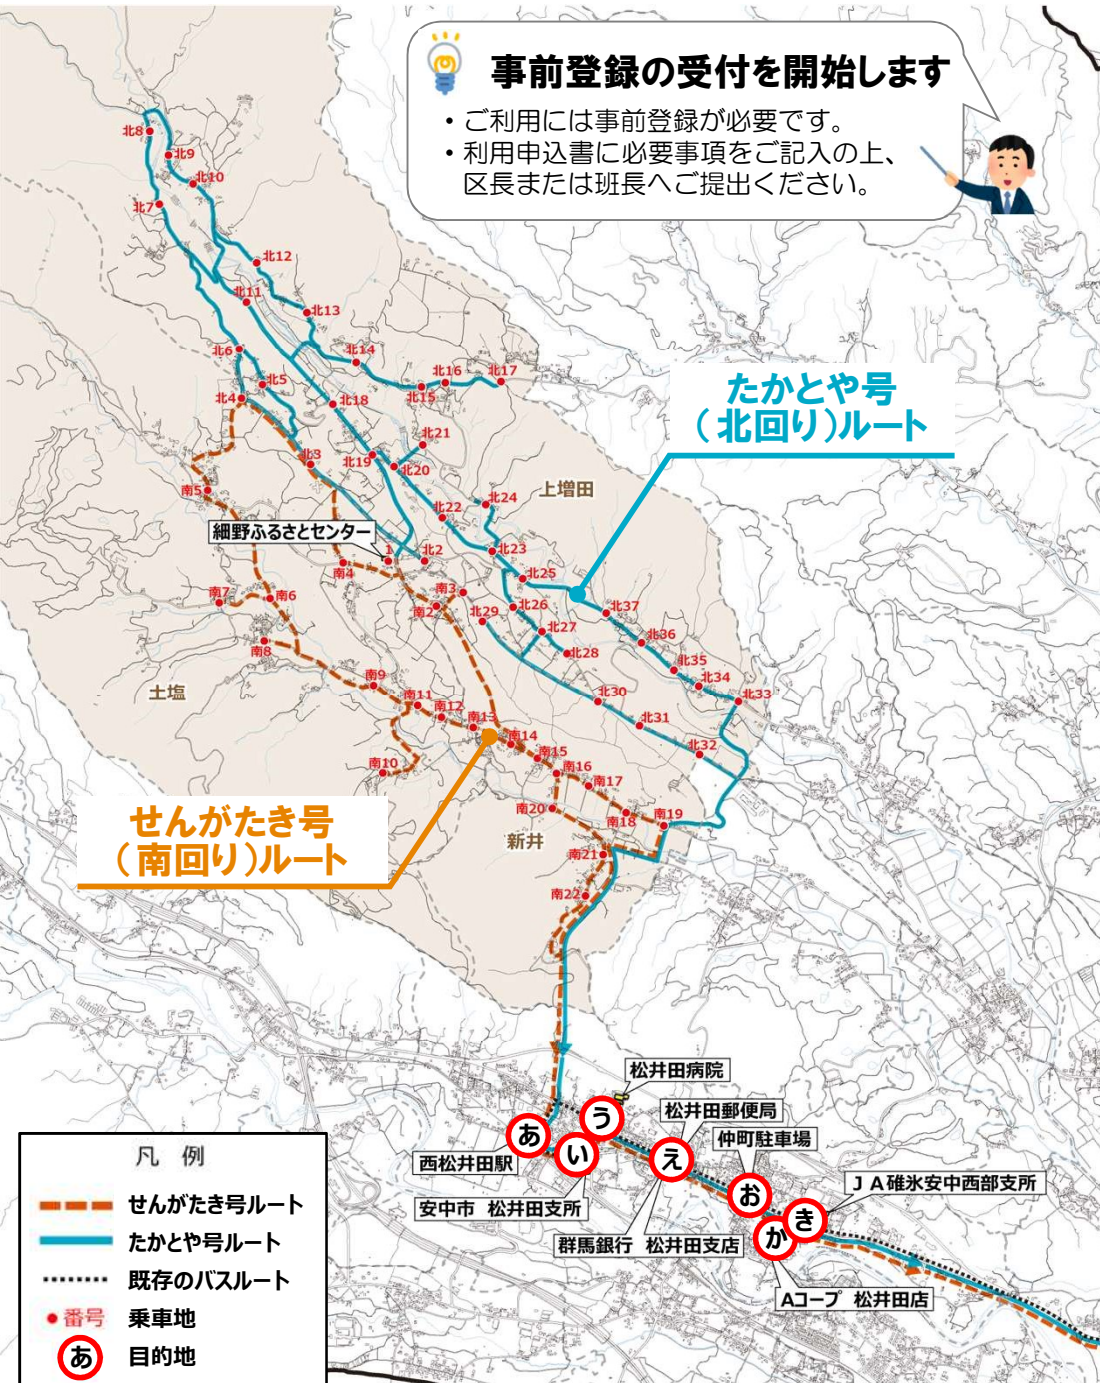 事前登録の受付を開始します
・ご利用には事前登録が必要です。
・利用申込書に必要事項をご記入の上、
区長または班長へご提出ください。
北8
北9
北10
北7
北12
北11
北13
北6
北14
北5
北16
北17
北15
北4
北18
たかとや号
（北回り）ルート
北21
北3
北19
北20
南5
上増田
北24
北22
細野ふるさとセンター
1
北2
北23
南4
北25
南7
南6
南3
南2
北29
北26
北37
北27
北36
南8
北28
北35
北34
南9
土塩
北33
南11
北30
南12
北31
南13
南14
北32
南15
南10
南16
南17
せんがたき号
（南回り）ルート
南20
南18
南19
新井
南21
南22
松井田病院
う
松井田郵便局
あ
仲町駐車場
い
え
西松井田駅
ＪＡ碓氷安中西部支所
お
安中市 松井田支所
き
か
群馬銀行 松井田支店
Aコープ 松井田店
凡 例
せんがたき号ルート
たかとや号ルート
既存のバスルート
番号 乗車地
あ 目的地